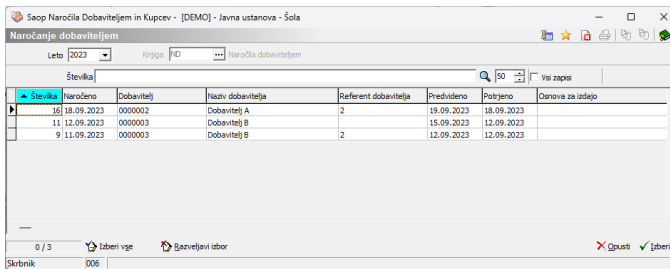 Saop Naročila Dobaviteljem in Kupcev - [DEMO] - Javna ustanova - Šola
Naročanje dobaviteljem
Leto 2023 Knjiga ND ... Naročila dobaviteljem
Številka 50 Vsi zapisi
Številka Naročeno Dobavitelj Naziv dobavitelja Referent dobavitelja Predvideno Potrjeno Osnova za izdajo
16 18.09.2023 0000002 Dobavitelj A 2 19.09.2023 18.09.2023
11 12.09.2023 0000003 Dobavitelj B 15.09.2023 12.09.2023
9 11.09.2023 0000003 Dobavitelj B 2 12.09.2023 12.09.2023
0 / 3 Izberi vse Razveljavi izbor Opusti Izberi
Skrbnik 006